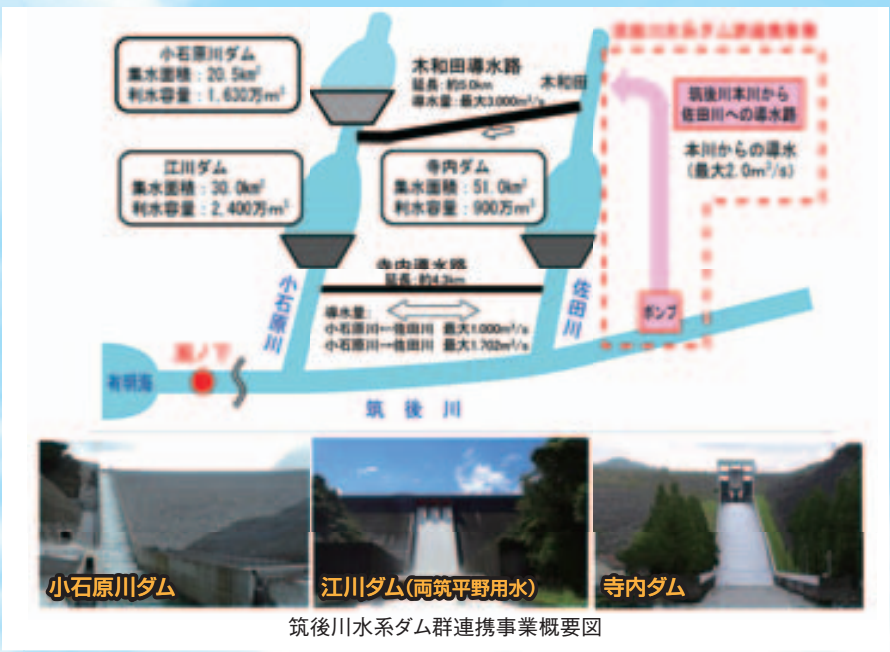 筑後川水系ダム群連携事業
小石原川ダム
集水面積：20.5km²
利水容量：1,630万m³
木和田導水路
延長：約5.0km
導水量：最大3.000m³/s
木和田
筑後川本川から
佐田川への導水路
本川からの導水
（最大2.0m³/s）
江川ダム
集水面積：30.0km²
利水容量：2,400万m³
寺内ダム
集水面積：51.0km²
利水容量：900万m³
寺内導水路
延長：約4.3km
導水量：
小石原川←佐田川 最大1.000m³/s
小石原川→佐田川 最大1.702m³/s
小石原川
佐田川
ポンプ
有明海
筑後川
小石原川ダム
江川ダム(両筑平野用水)
寺内ダム
筑後川水系ダム群連携事業概要図